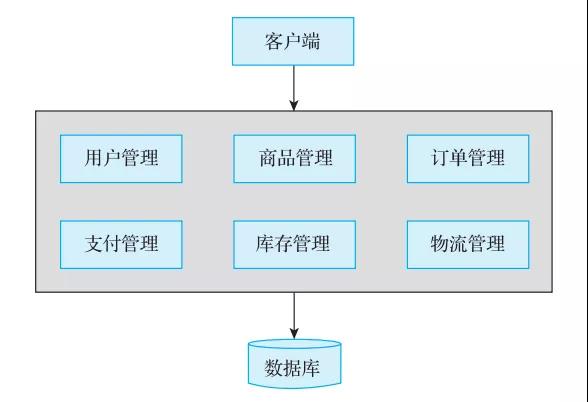 客户端
用户管理
商品管理
订单管理
支付管理
库存管理
物流管理
数据库